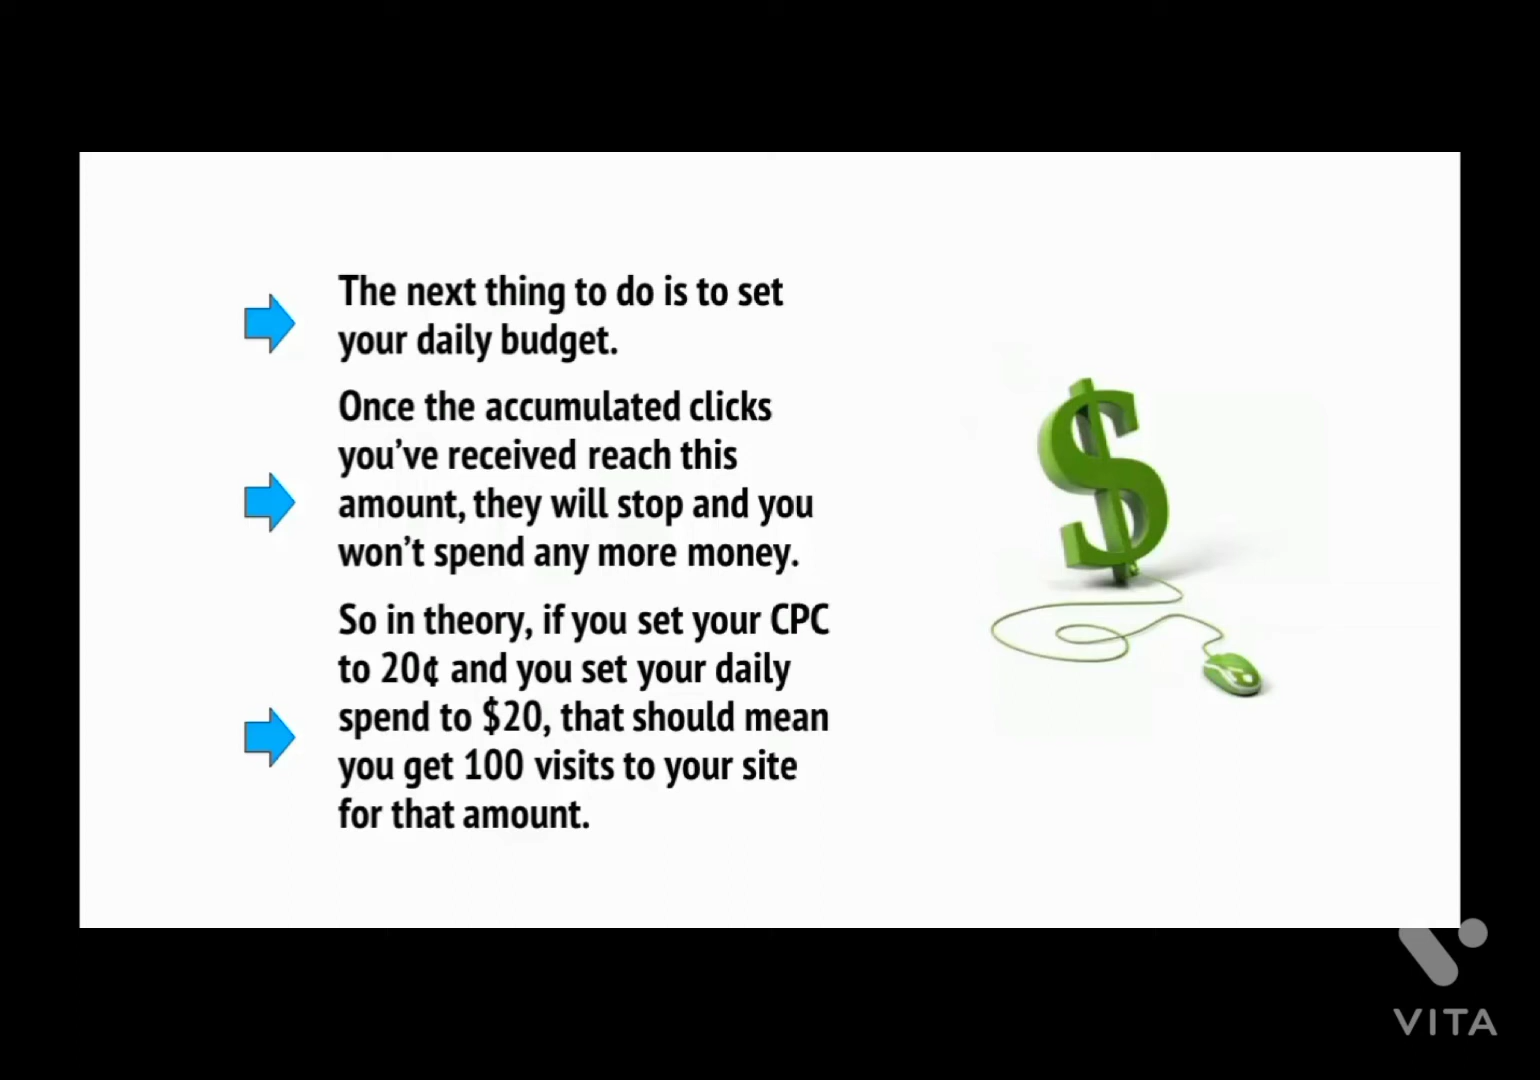 The next thing to do is to set
your daily budget.
Once the accumulated clicks
you've received reach this
amount, they will stop and you
won't spend any more money.
So in theory, if you set your CPC
to 20¢ and you set your daily
spend to $20, that should mean
you get 100 visits to your site
for that amount.
VITA